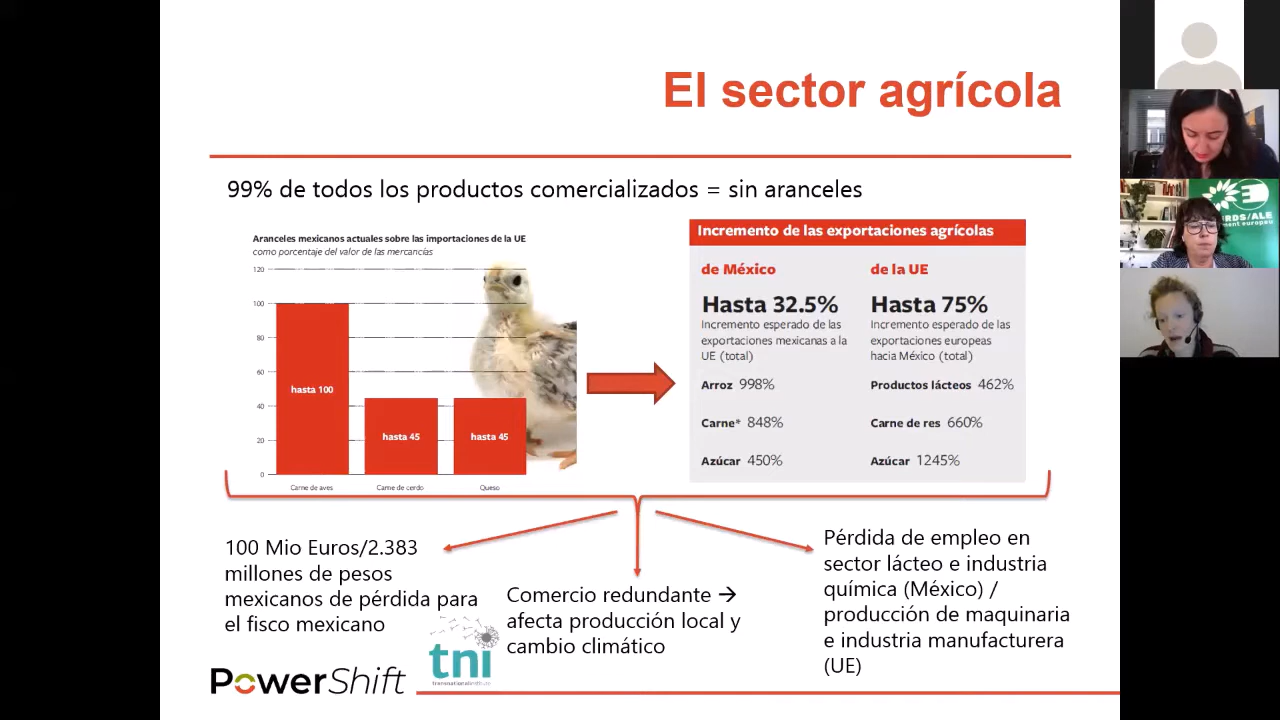 El sector agrícola
99% de todos los productos comercializados = sin aranceles
Aranceles mexicanos actuales sobre las importaciones de la UE
como porcentaje del valor de las mercancías
120
100
80
60
40
20
0
hasta 100
hasta 45
hasta 45
Carne de aves
Carne de cerdo
Queso
Incremento de las exportaciones agrícolas
de México
Hasta 32.5%
Incremento esperado de las
exportaciones mexicanas a la
UE (total)
Arroz 998%
Carne* 848%
Azúcar 450%
de la UE
Hasta 75%
Incremento esperado de las
exportaciones europeas
hacia México (total)
Productos lácteos 462%
Carne de res 660%
Azúcar 1245%
100 Mio Euros/2.383
millones de pesos
mexicanos de pérdida para
el fisco mexicano
Comercio redundante →
afecta producción local y
cambio climático
Pérdida de empleo en
sector lácteo e industria
química (México) /
producción de maquinaria
e industria manufacturera
(UE)
PowerShift
tni
RDS/ALE
ment europeu